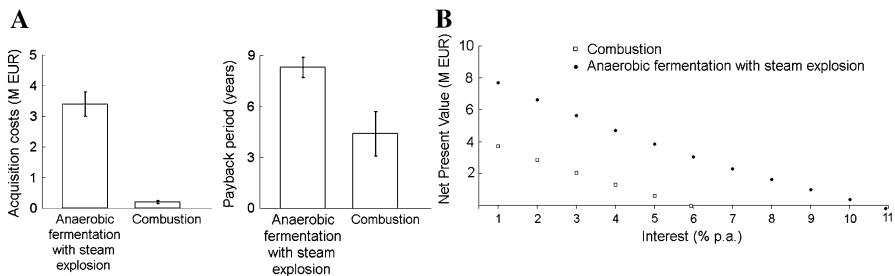 A
Acquisition costs (M EUR)
5
4
3
2
1
0
Anaerobic
fermentation
with steam
explosion
Combustion
Payback period (years)
9
6
3
0
Anaerobic
fermentation
with steam
explosion
Combustion
B
Net Present Value (M EUR)
10
8
6
4
2
Combustion
Anaerobic fermentation with steam explosion
1 2 3 4 5 6 7 8 9 10 11
Interest (% p.a.)